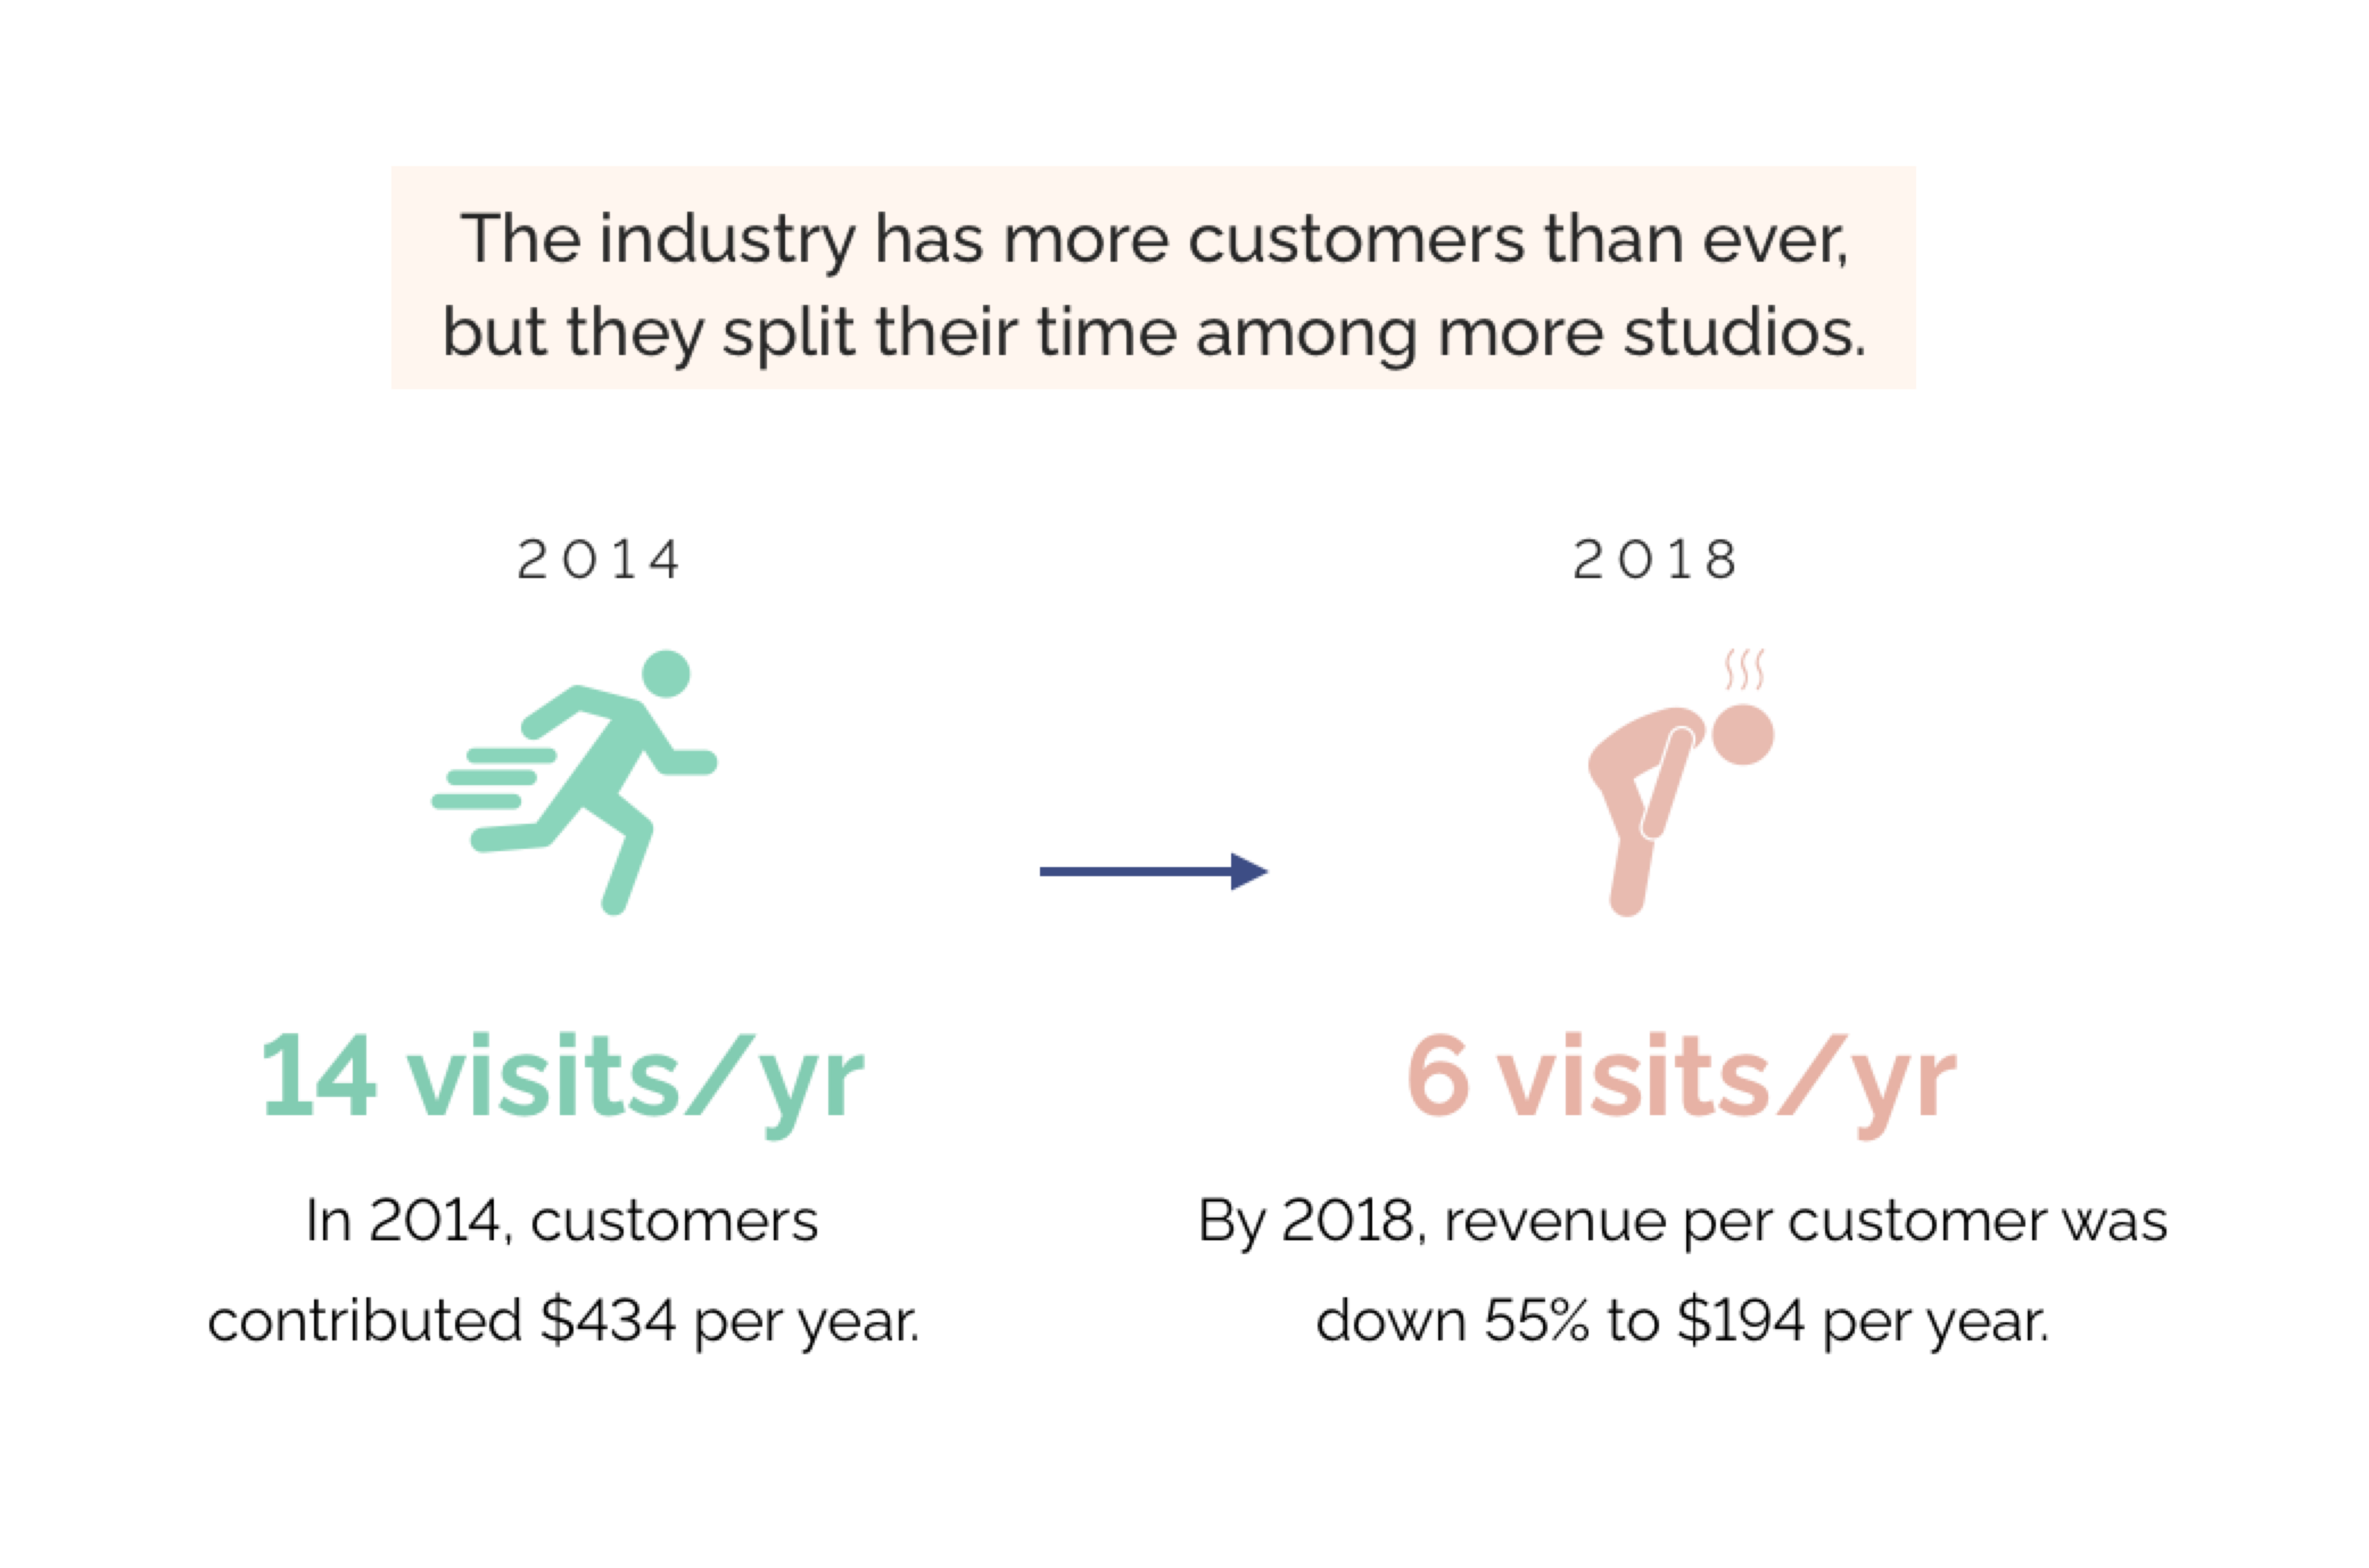 The industry has more customers than ever,
but they split their time among more studios.
2014
2018
14 visits/yr
6 visits/yr
In 2014, customers
contributed $434 per year.
By 2018, revenue per customer was
down 55% to $194 per year.